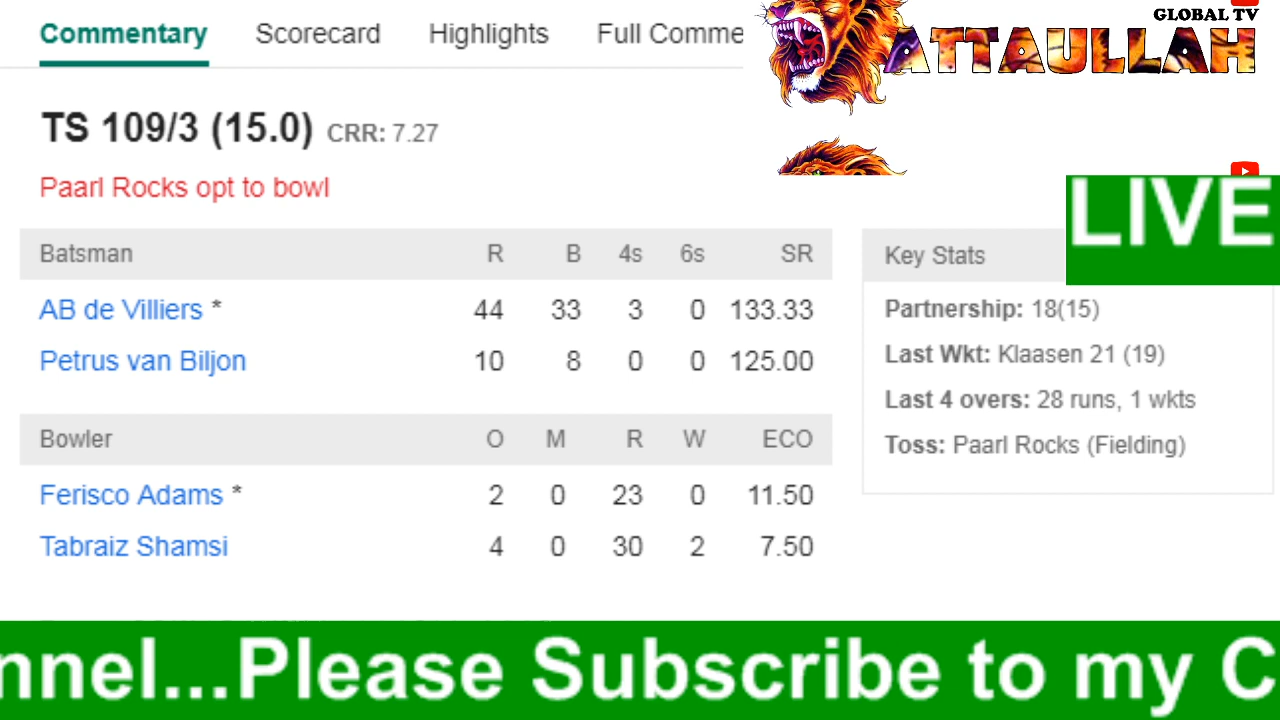 Commentary Scorecard Highlights Full Comme
GLOBAL TV
ATTAULLAH
TS 109/3 (15.0) CRR: 7.27
Paarl Rocks opt to bowl
LIVE
Batsman R B 4s 6s SR
AB de Villiers * 44 33 3 0 133.33
Petrus van Biljon 10 8 0 0 125.00
Bowler O M R W ECO
Ferisco Adams * 2 0 23 0 11.50
Tabraiz Shamsi 4 0 30 2 7.50
Key Stats
Partnership: 18(15)
Last Wkt: Klaasen 21 (19)
Last 4 overs: 28 runs, 1 wkts
Toss: Paarl Rocks (Fielding)
nnel...Please Subscribe to my C